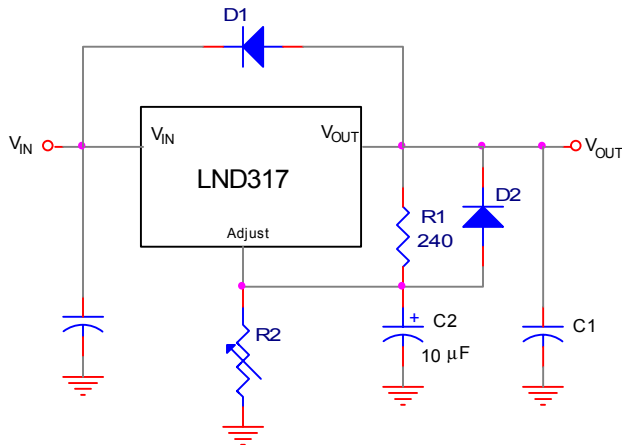 D1
VIN
VIN
VOUT
VOUT
LND317
D2
R1
240
Adjust
R2
+
C2
10 µF
C1